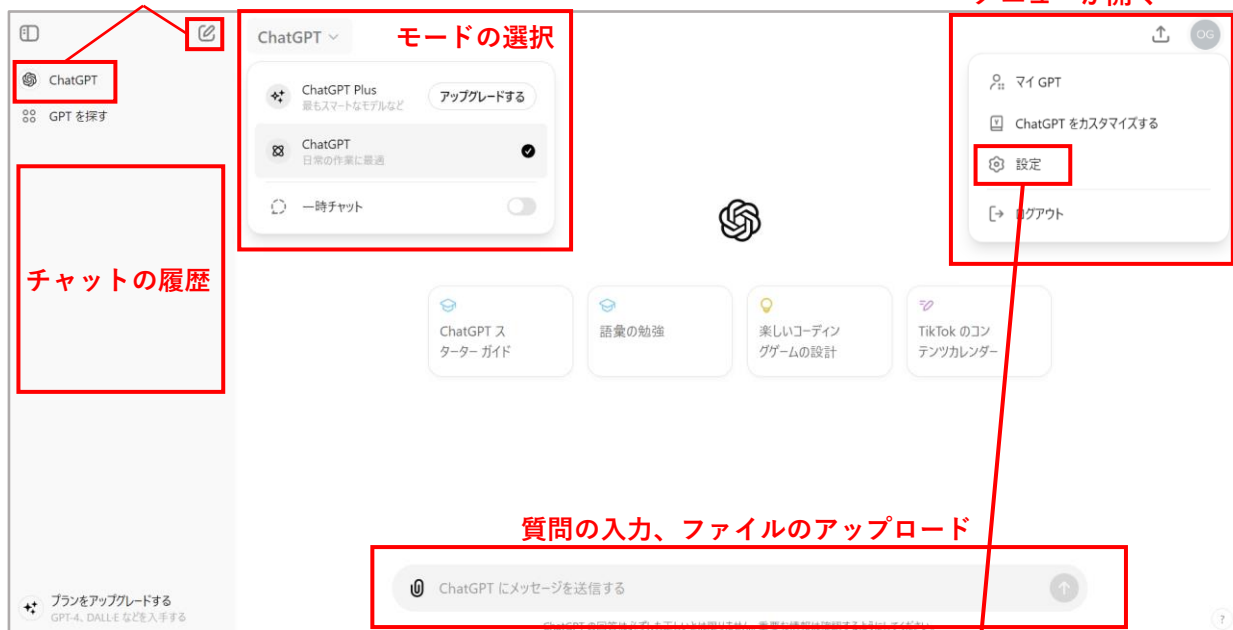 ChatGPT
モードの選択
OG
ChatGPT
GPT を探す
ChatGPT Plus
最もスマートなモデルなど
アップグレードする
ChatGPT
日常の作業に最適
一時チャット
マイ GPT
ChatGPT をカスタマイズする
設定
ログアウト
チャットの履歴
ChatGPT ス
ターター ガイド
語彙の勉強
楽しいコーディン
グゲームの設計
TikTok のコン
テンツカレンダー
質問の入力、ファイルのアップロード
ChatGPT にメッセージを送信する
プランをアップグレードする
GPT-4、DALL·E などを入手する
?